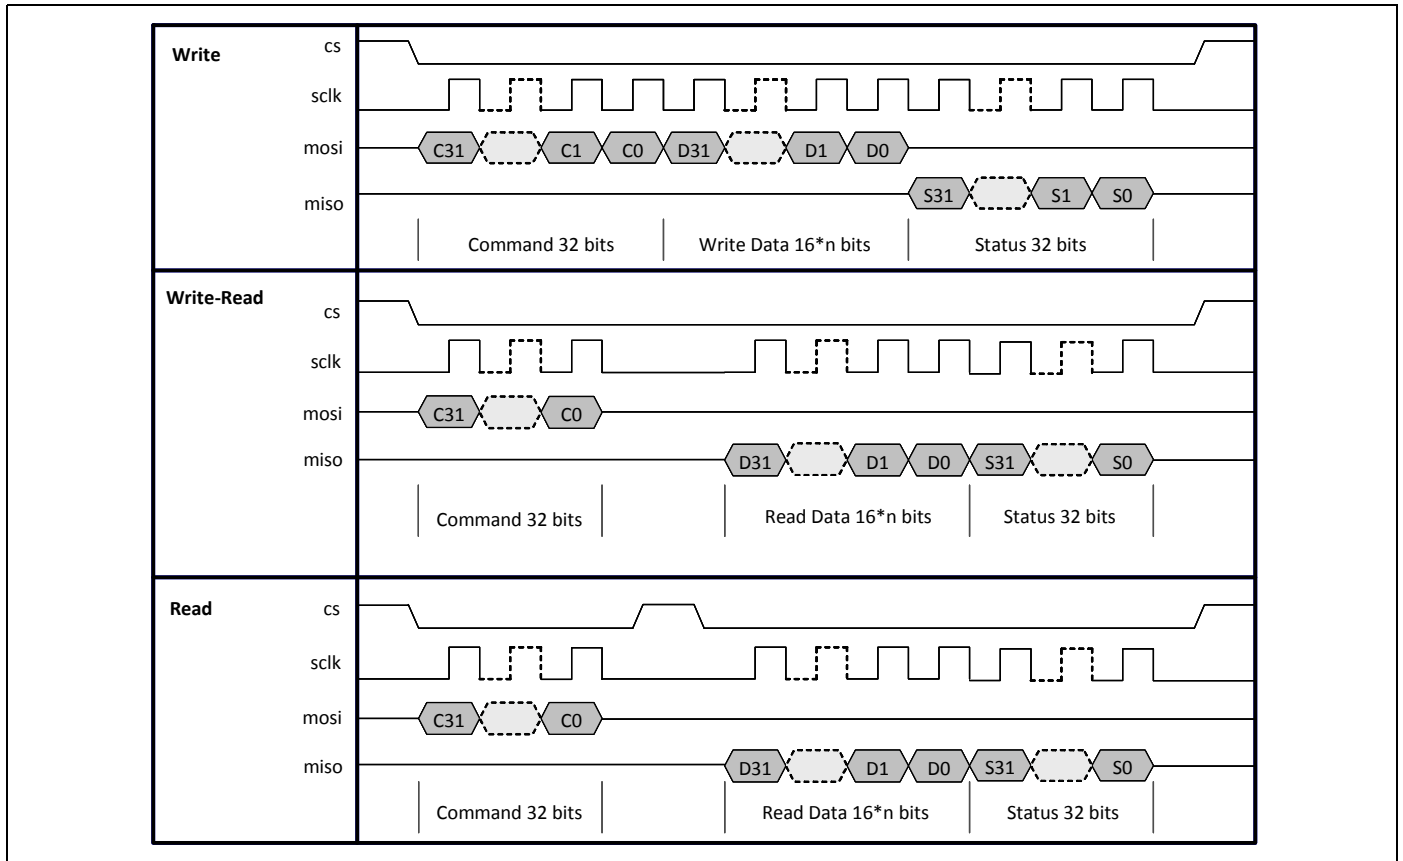 Write
cs
sclk
mosi C31 C1 C0 D31 D1 D0
miso S31 S1 S0
Command 32 bits Write Data 16*n bits Status 32 bits
Write-Read
cs
sclk
mosi C31 C0
miso D31 D1 D0 S31 S0
Command 32 bits Read Data 16*n bits Status 32 bits
Read cs
sclk
mosi C31 C0
miso D31 D1 D0 S31 S0
Command 32 bits Read Data 16*n bits Status 32 bits